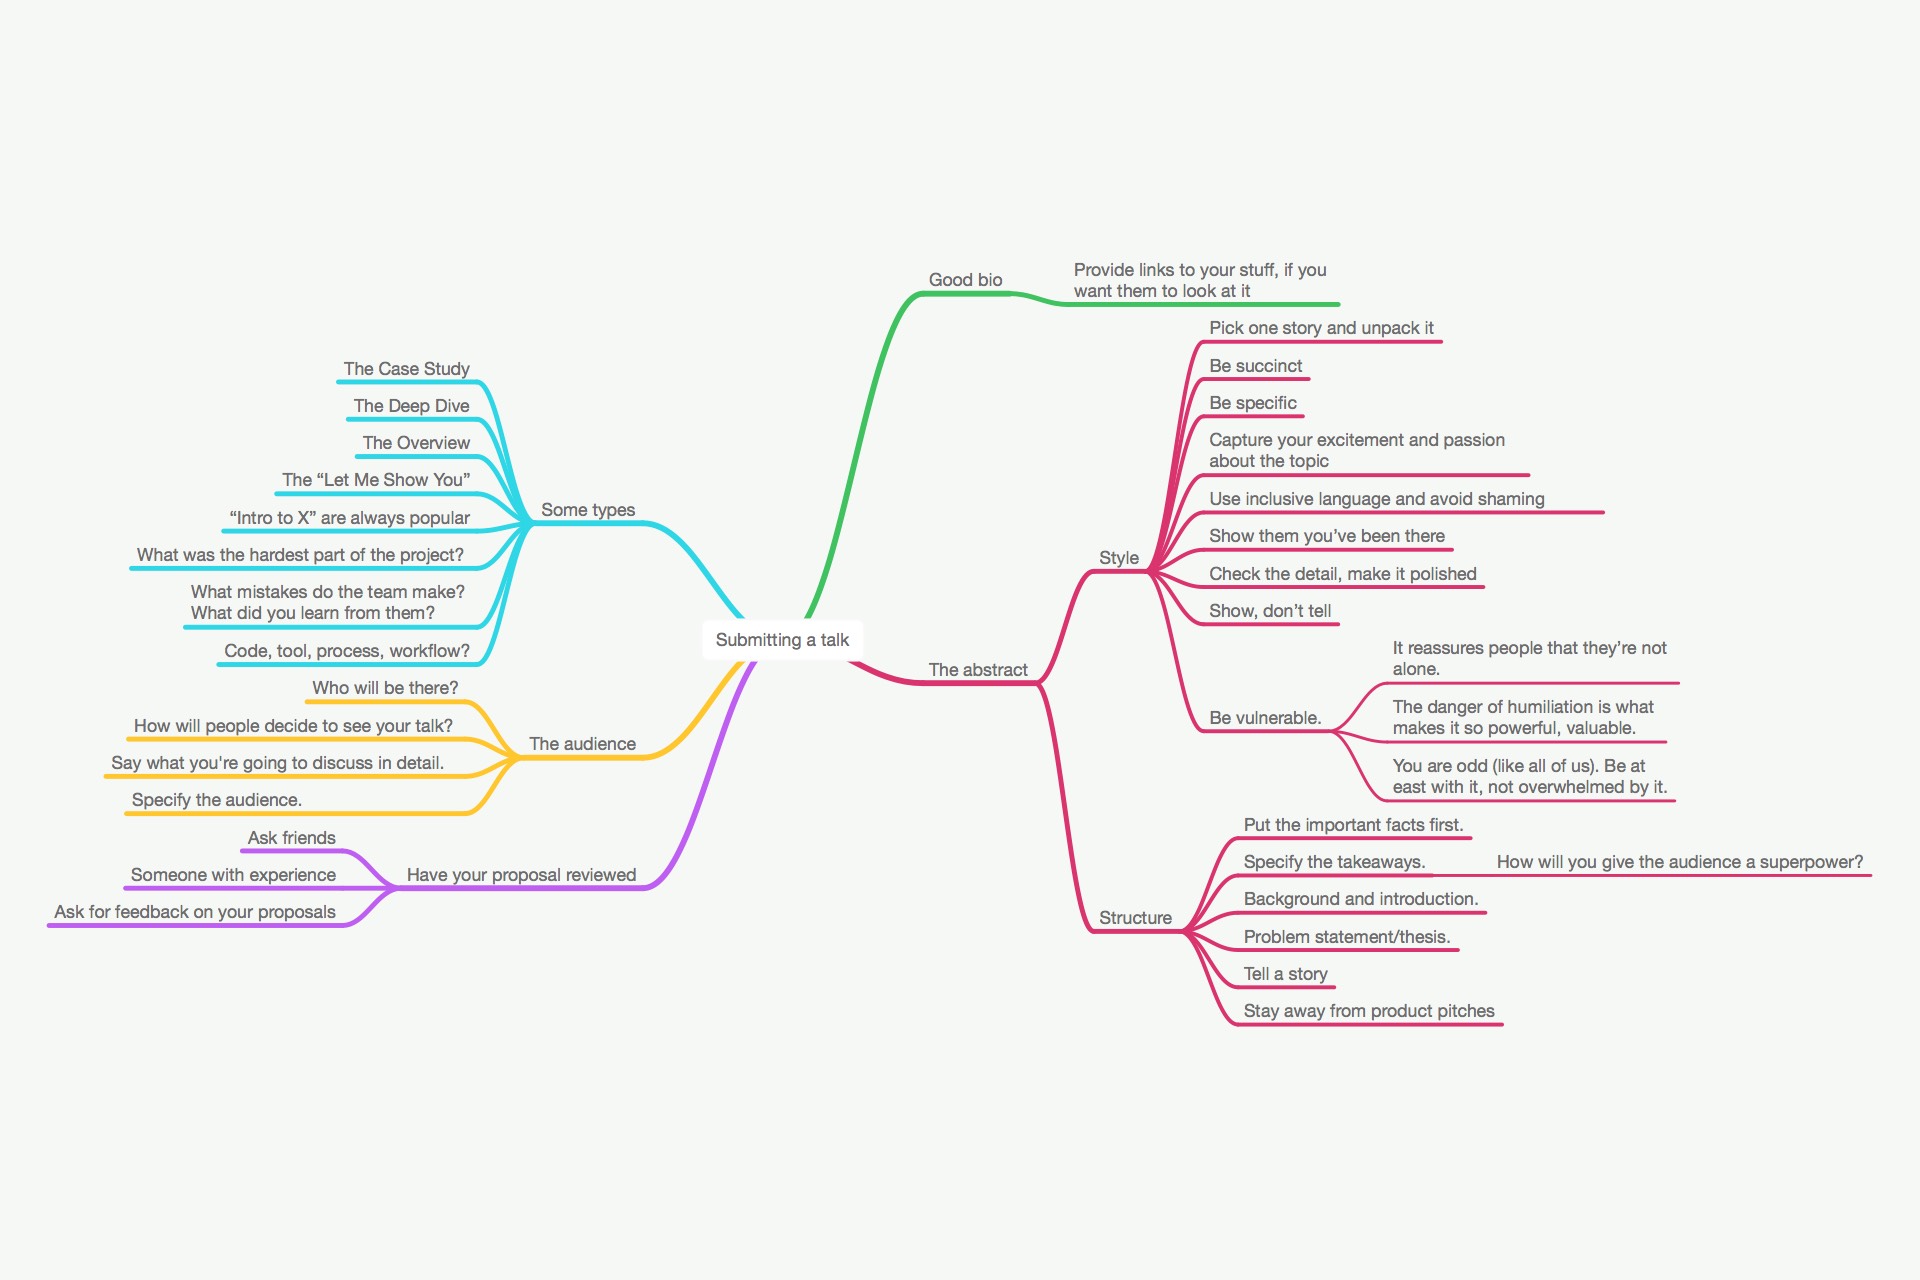 Submitting a talk
Good bio
Provide links to your stuff, if you
want them to look at it
The abstract
Style
Pick one story and unpack it
Be succinct
Be specific
Capture your excitement and passion
about the topic
Use inclusive language and avoid shaming
Show them you’ve been there
Check the detail, make it polished
Show, don’t tell
Be vulnerable.
It reassures people that they’re not
alone.
The danger of humiliation is what
makes it so powerful, valuable.
You are odd (like all of us). Be at
east with it, not overwhelmed by it.
Structure
Put the important facts first.
Specify the takeaways.
How will you give the audience a superpower?
Background and introduction.
Problem statement/thesis.
Tell a story
Stay away from product pitches
Some types
The Case Study
The Deep Dive
The Overview
The “Let Me Show You”
“Intro to X” are always popular
What was the hardest part of the project?
What mistakes do the team make?
What did you learn from them?
Code, tool, process, workflow?
The audience
Who will be there?
How will people decide to see your talk?
Say what you're going to discuss in detail.
Specify the audience.
Have your proposal reviewed
Ask friends
Someone with experience
Ask for feedback on your proposals